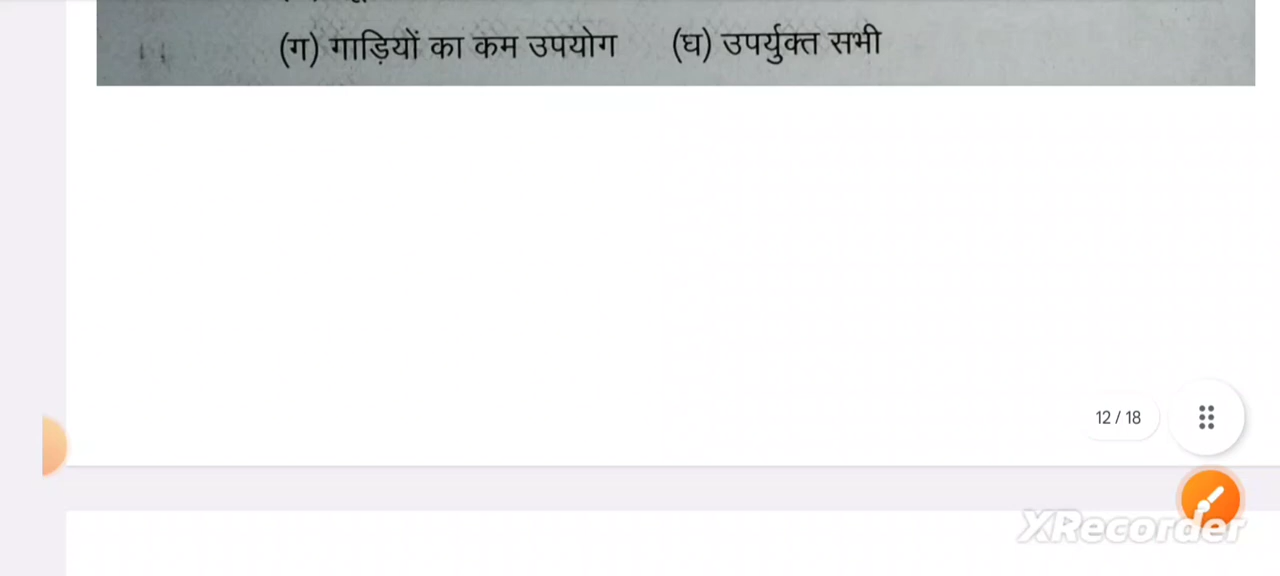 (ग) गाड़ियों का कम उपयोग (घ) उपर्युक्त सभी
12 / 18
XRecorder